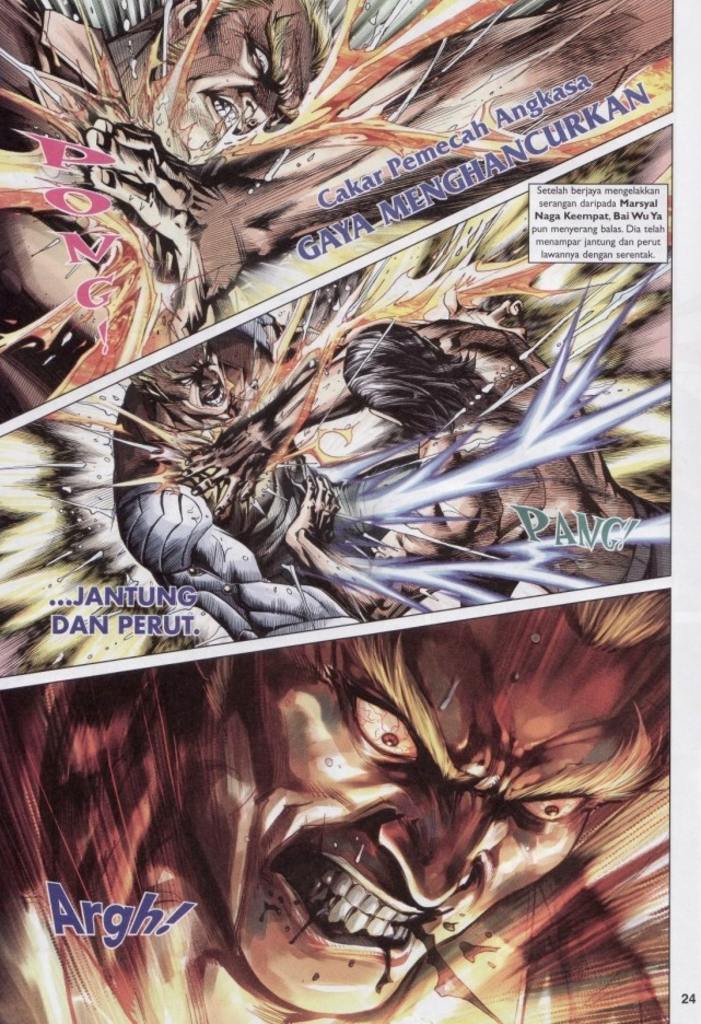 PONG!
Cakar Pemecah Angkasa
GAYA MENGHANCURKAN
Setelah berjaya mengelakkan
serangan daripada Marsyal
Naga Keempat, Bai Wu Ya
pun menyerang balas. Dia telah
menampar jantung dan perut
lawannya dengan serentak.
PANG!
...JANTUNG
DAN PERUT.
Argh!
24